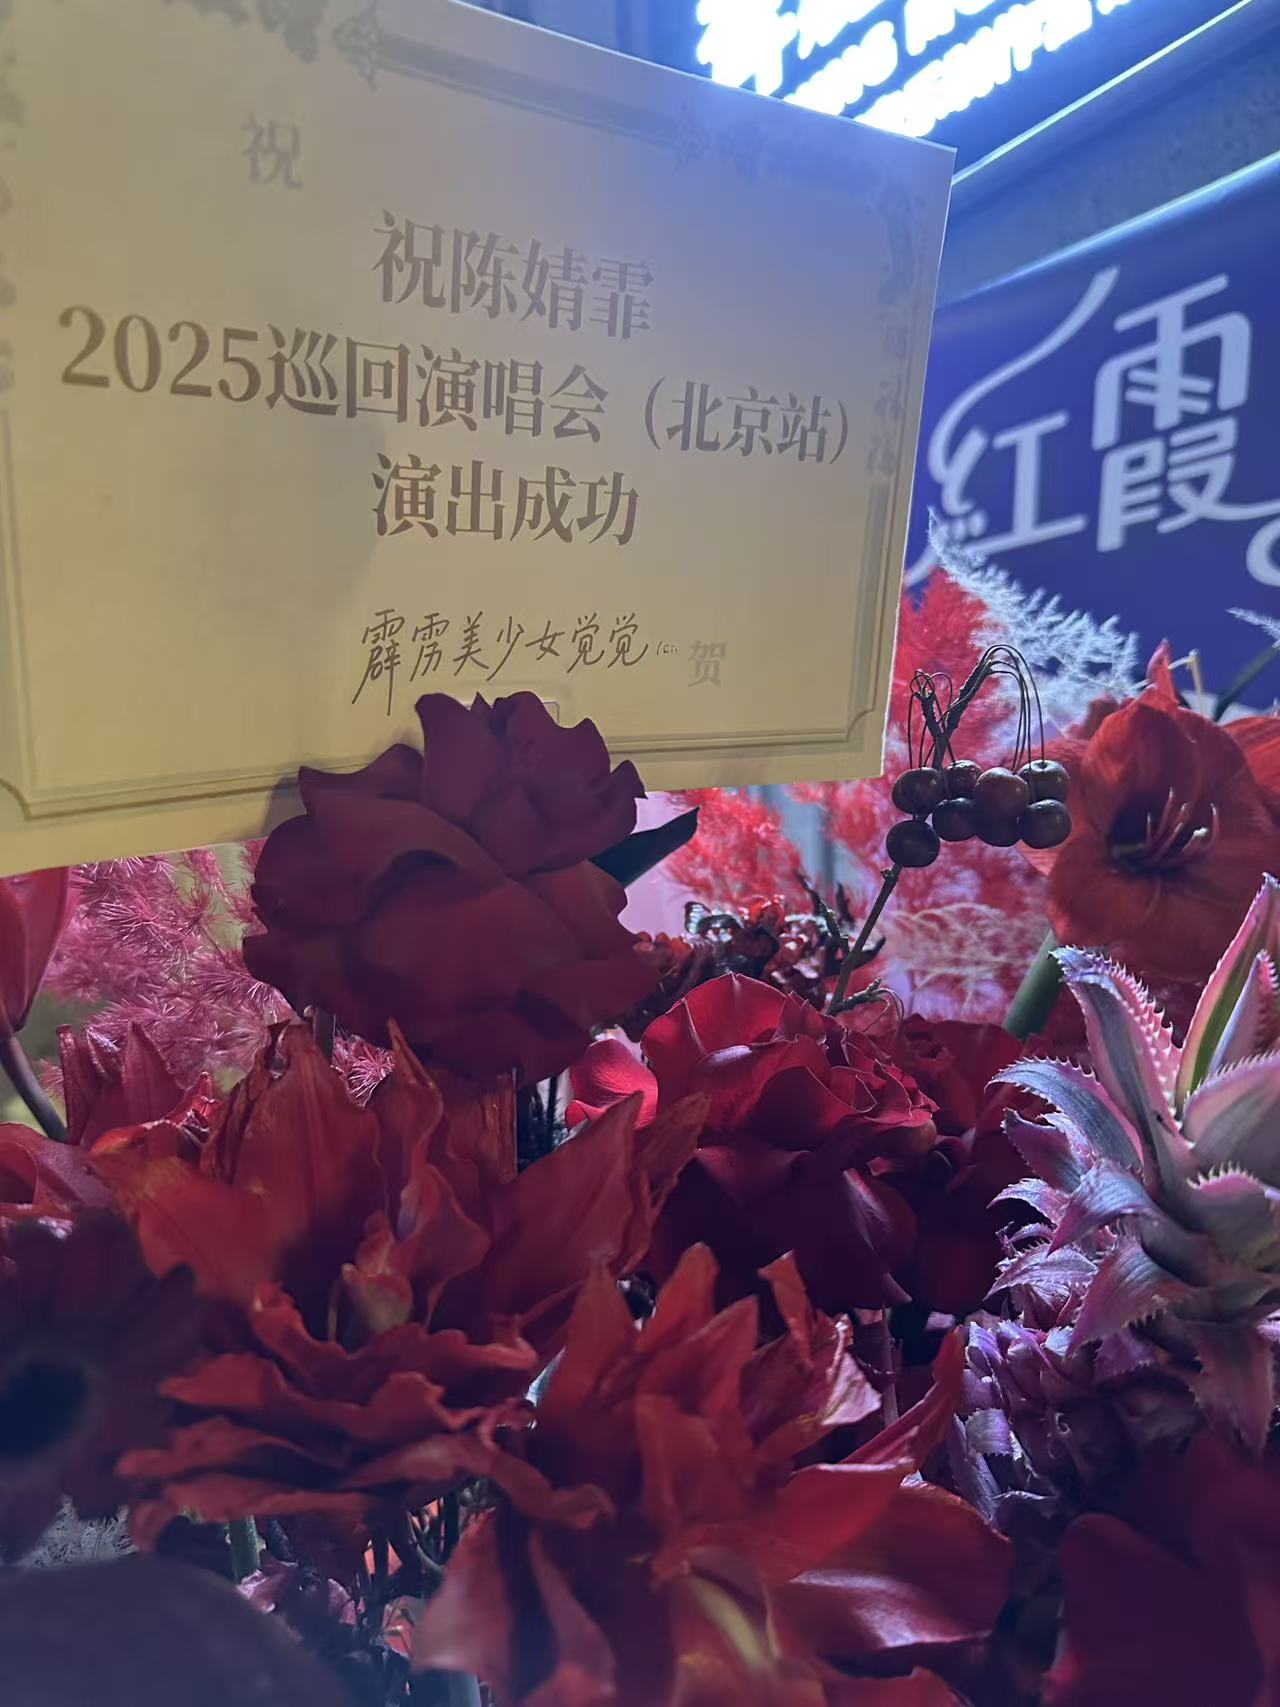 祝
祝陈婧霏
2025巡回演唱会（北京站）
演出成功
霹雳美少女觉觉
贺
红霞